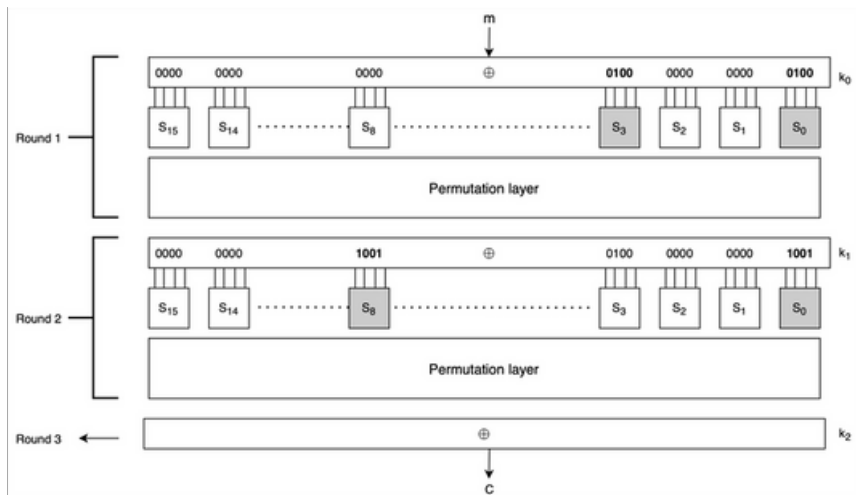 m
0000 0000 0000 ⊕ 0100 0000 0000 0100 k0
Round 1 S15 S14 S8 S3 S2 S1 S0
Permutation layer
0000 0000 1001 ⊕ 0100 0000 0000 1001 k1
Round 2 S15 S14 S8 S3 S2 S1 S0
Permutation layer
Round 3 ⊕ k2
C